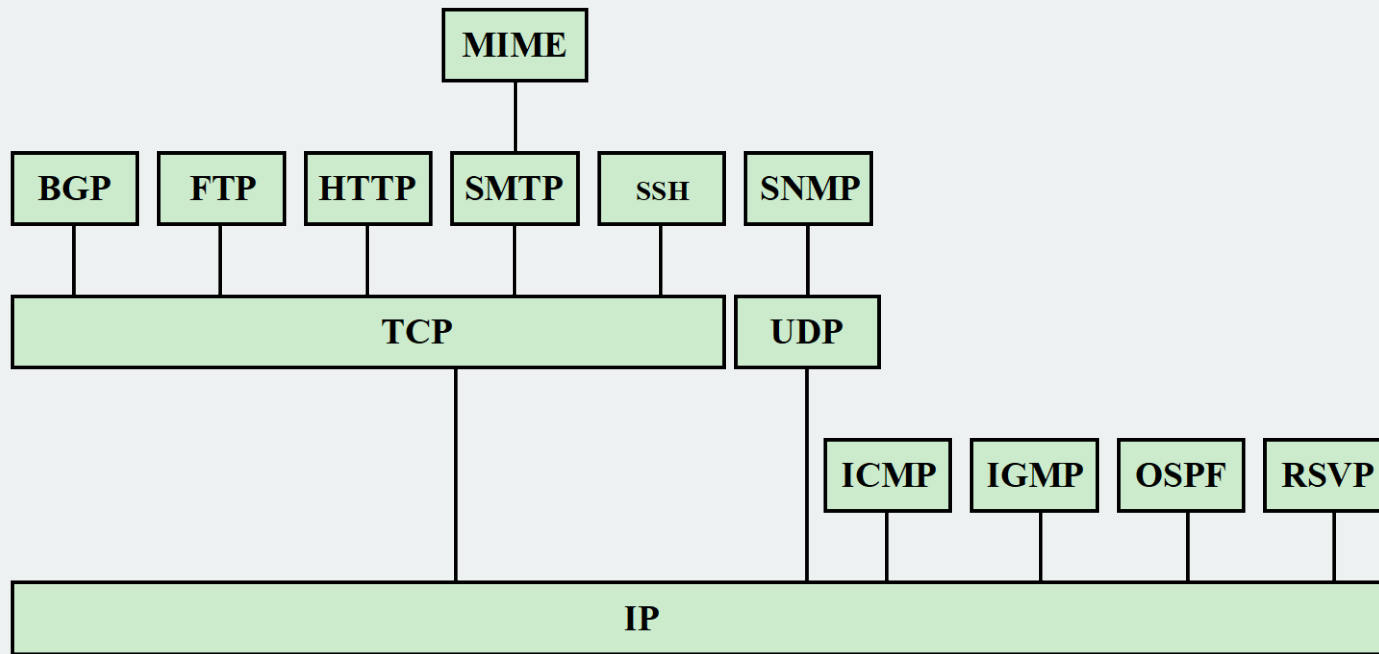 MIME
BGP FTP HTTP SMTP SSH SNMP
TCP UDP
ICMP IGMP OSPF RSVP
IP